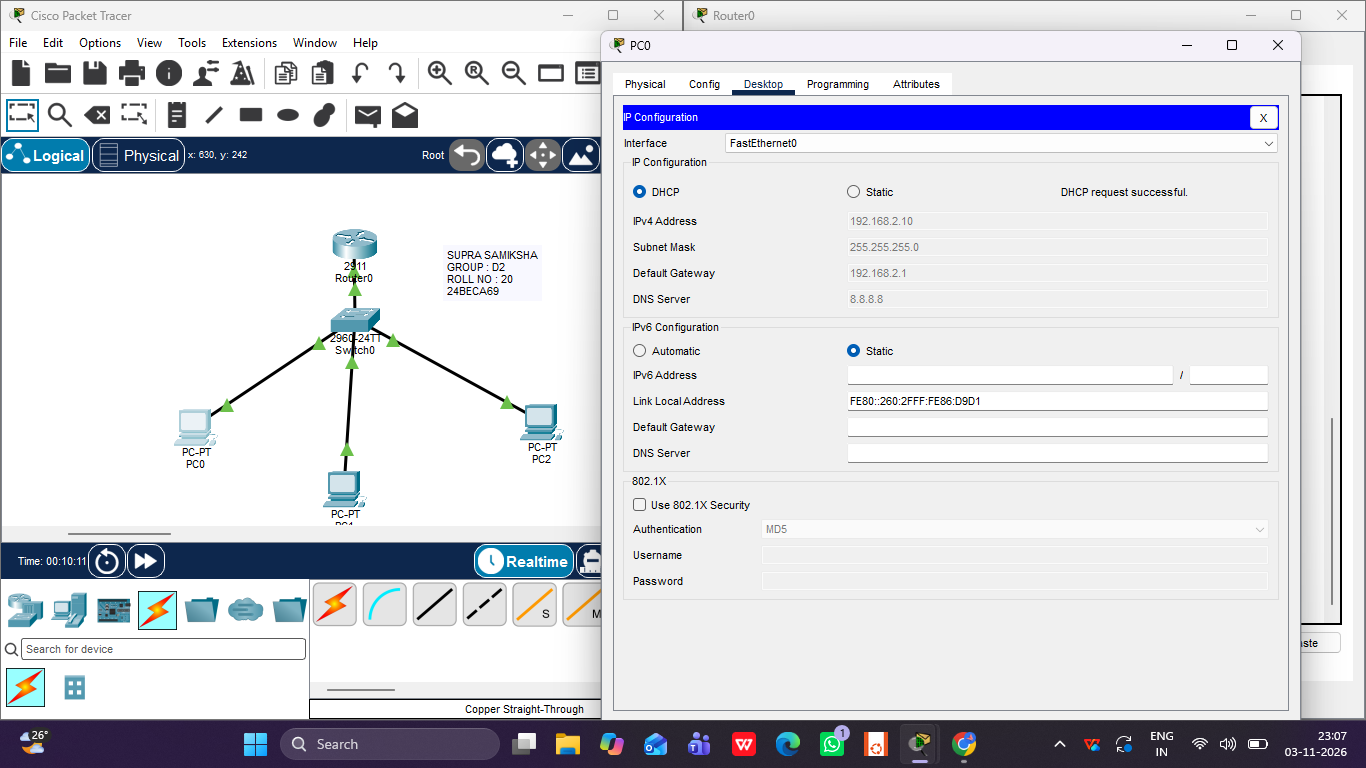 Cisco Packet Tracer
File Edit Options View Tools Extensions Window Help
Logical Physical x: 630, y: 242 Root
2911
Router0
SUPRA SAMIKSHA
GROUP : D2
ROLL NO : 20
24BECA69
2960-24TT
Switch0
PC-PT
PC0
PC-PT
PC2
PC-PT
Time: 00:10:11 Realtime
S M
Search for device
Copper Straight-Through
Router0
PC0
Physical Config Desktop Programming Attributes
IP Configuration X
Interface FastEthernet0
IP Configuration
DHCP Static DHCP request successful.
IPv4 Address 192.168.2.10
Subnet Mask 255.255.255.0
Default Gateway 192.168.2.1
DNS Server 8.8.8.8
IPv6 Configuration
Automatic Static
IPv6 Address /
Link Local Address FE80::260:2FFF:FE86:D9D1
Default Gateway
DNS Server
802.1X
Use 802.1X Security
Authentication MD5
Username
Password
26° Search 1 ENG 23:07
IN 03-11-2026